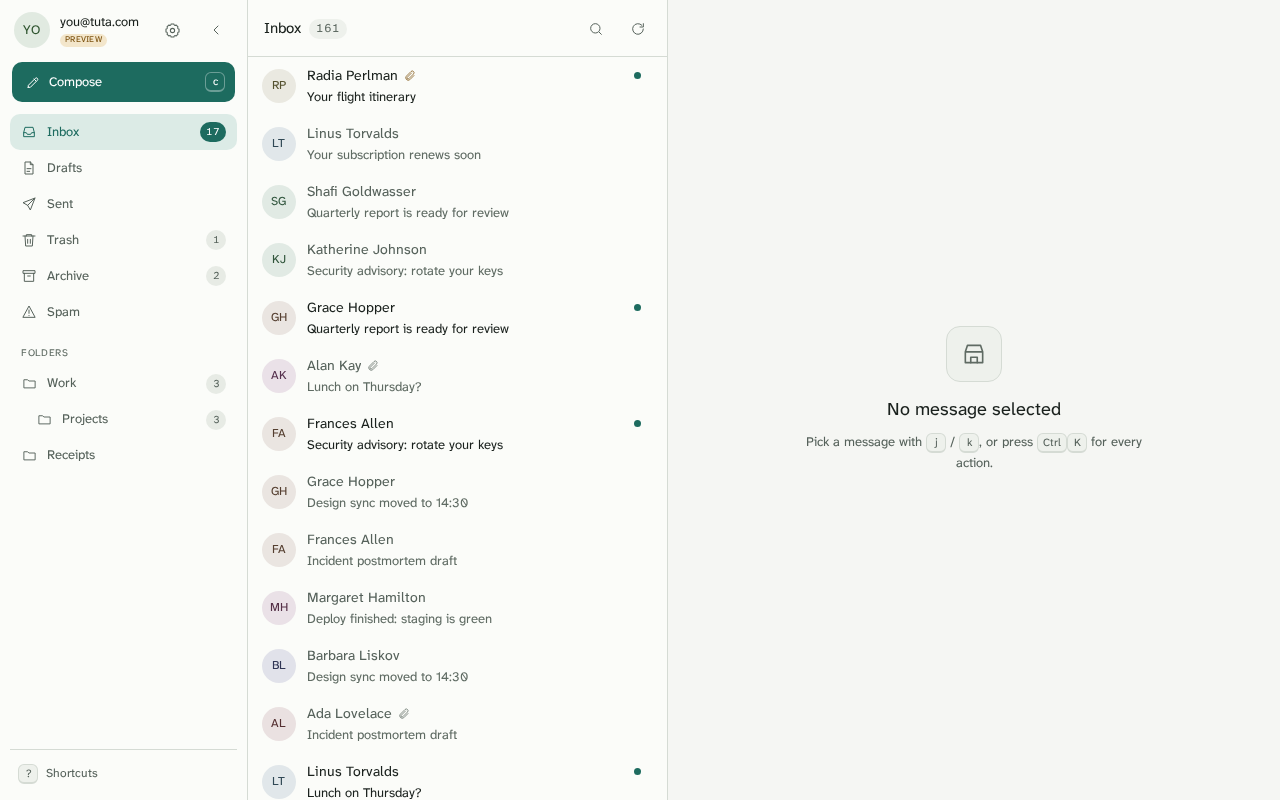 YO
you@tuta.com
PREVIEW
Compose
c
Inbox
17
Drafts
Sent
Trash
1
Archive
2
Spam
FOLDERS
Work
3
Projects
3
Receipts
?
Shortcuts
Inbox
161
RP
Radia Perlman
Your flight itinerary
LT
Linus Torvalds
Your subscription renews soon
SG
Shafi Goldwasser
Quarterly report is ready for review
KJ
Katherine Johnson
Security advisory: rotate your keys
GH
Grace Hopper
Quarterly report is ready for review
AK
Alan Kay
Lunch on Thursday?
FA
Frances Allen
Security advisory: rotate your keys
GH
Grace Hopper
Design sync moved to 14:30
FA
Frances Allen
Incident postmortem draft
MH
Margaret Hamilton
Deploy finished: staging is green
BL
Barbara Liskov
Design sync moved to 14:30
AL
Ada Lovelace
Incident postmortem draft
LT
Linus Torvalds
Lunch on Thursday?
No message selected
Pick a message with j / k, or press Ctrl K for every
action.